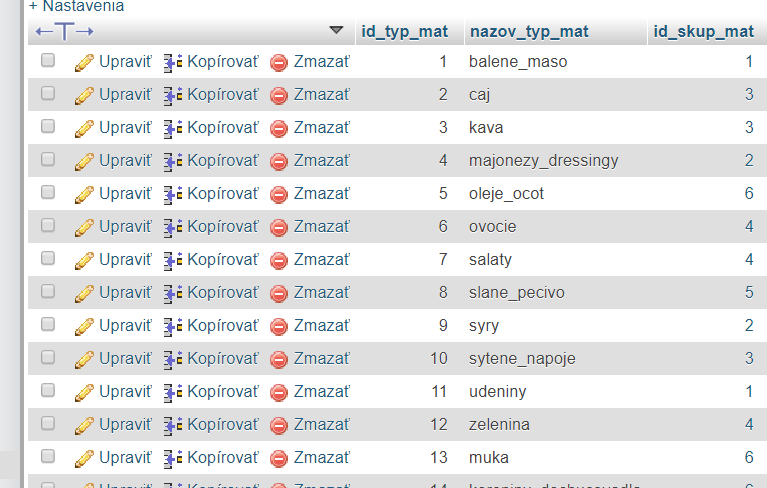 + Nastavenia
id_typ_mat nazov_typ_mat id_skup_mat
Upraviť Kopírovať Zmazať 1 balene_maso 1
Upraviť Kopírovať Zmazať 2 caj 3
Upraviť Kopírovať Zmazať 3 kava 3
Upraviť Kopírovať Zmazať 4 majonezy_dressingy 2
Upraviť Kopírovať Zmazať 5 oleje_ocot 6
Upraviť Kopírovať Zmazať 6 ovocie 4
Upraviť Kopírovať Zmazať 7 salaty 4
Upraviť Kopírovať Zmazať 8 slane_pecivo 5
Upraviť Kopírovať Zmazať 9 syry 2
Upraviť Kopírovať Zmazať 10 sytene_napoje 3
Upraviť Kopírovať Zmazať 11 udeniny 1
Upraviť Kopírovať Zmazať 12 zelenina 4
Upraviť Kopírovať Zmazať 13 muka 6